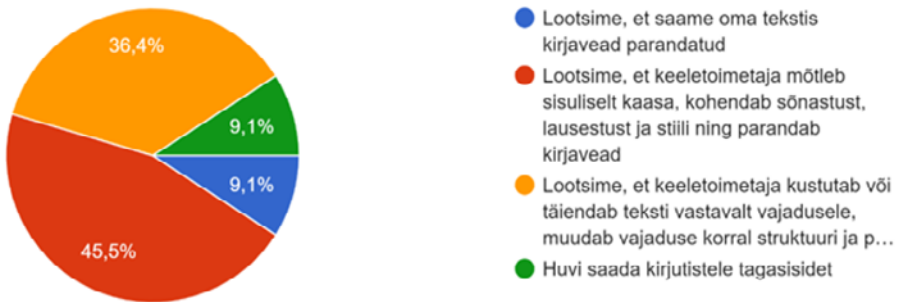 36,4%
9,1%
9,1%
45,5%
Lootsime, et saame oma tekstis
kirjavead parandatud
Lootsime, et keeletoimetaja mõtleb
sisuliselt kaasa, kohendab sõnastust,
lausestust ja stiili ning parandab
kirjavead
Lootsime, et keeletoimetaja kustutab või
täiendab teksti vastavalt vajadusele,
muudab vajaduse korral struktuuri ja p...
Huvi saada kirjutistele tagasisidet